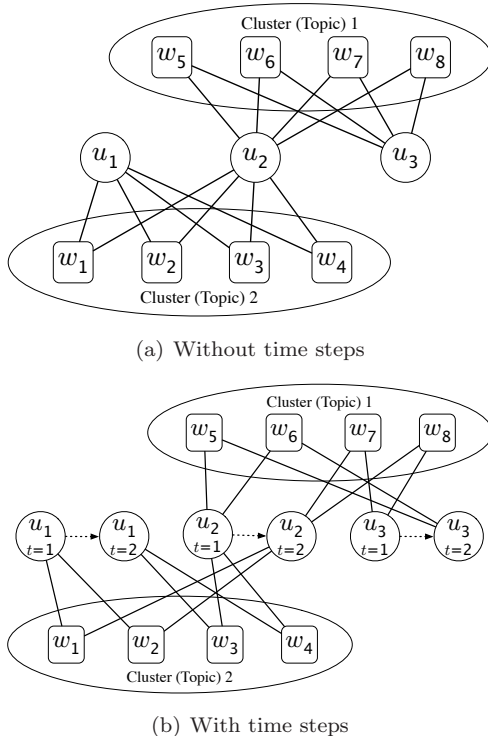 Cluster (Topic) 1
w5 w6 w7 w8
u1 u2 u3
w1 w2 w3 w4
Cluster (Topic) 2
(a) Without time steps
Cluster (Topic) 1
w5 w6 w7 w8
u1 u1 u2 u2 u3 u3
t=1 t=2 t=1 t=2 t=1 t=2
w1 w2 w3 w4
Cluster (Topic) 2
(b) With time steps